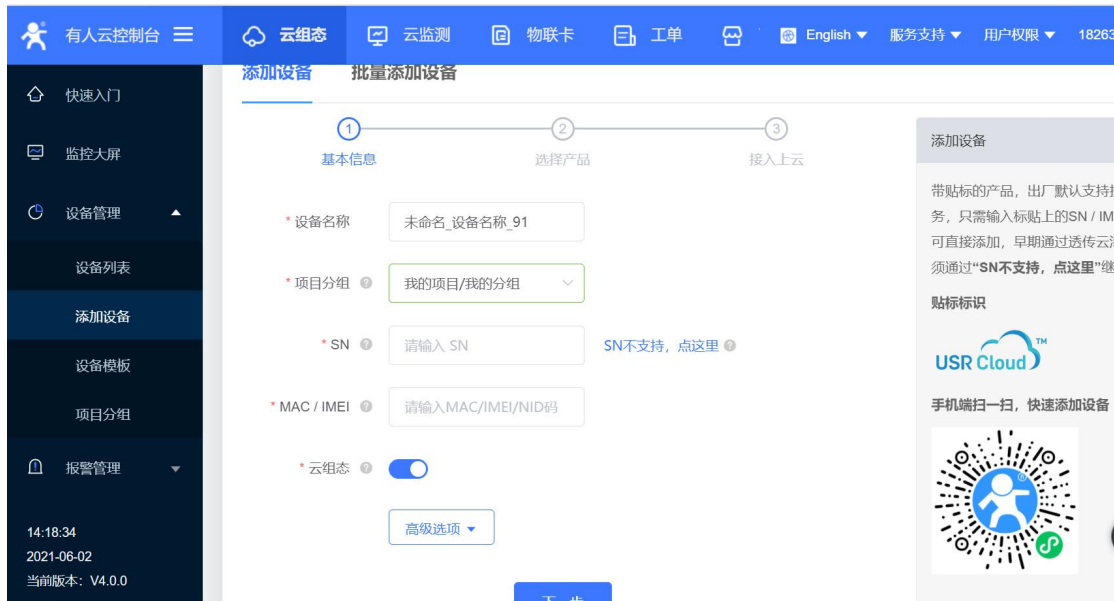 有人云控制台
云组态
云监测
物联卡
工单
English
服务支持
用户权限
18263
快速入门
监控大屏
设备管理
设备列表
添加设备
设备模板
项目分组
报警管理
14:18:34
2021-06-02
当前版本：V4.0.0
添加设备
批量添加设备
1
2
3
基本信息
选择产品
接入上云
* 设备名称
未命名_设备名称_91
* 项目分组
我的项目/我的分组
* SN
请输入 SN
SN不支持，点这里
* MAC / IMEI
请输入MAC/IMEI/NID码
* 云组态
高级选项
下一步
添加设备
带贴标的产品，出厂默认支持
务，只需输入标贴上的SN / IM
可直接添加，早期通过透传云
须通过“SN不支持，点这里”继
贴标标识
USR Cloud™
手机端扫一扫，快速添加设备